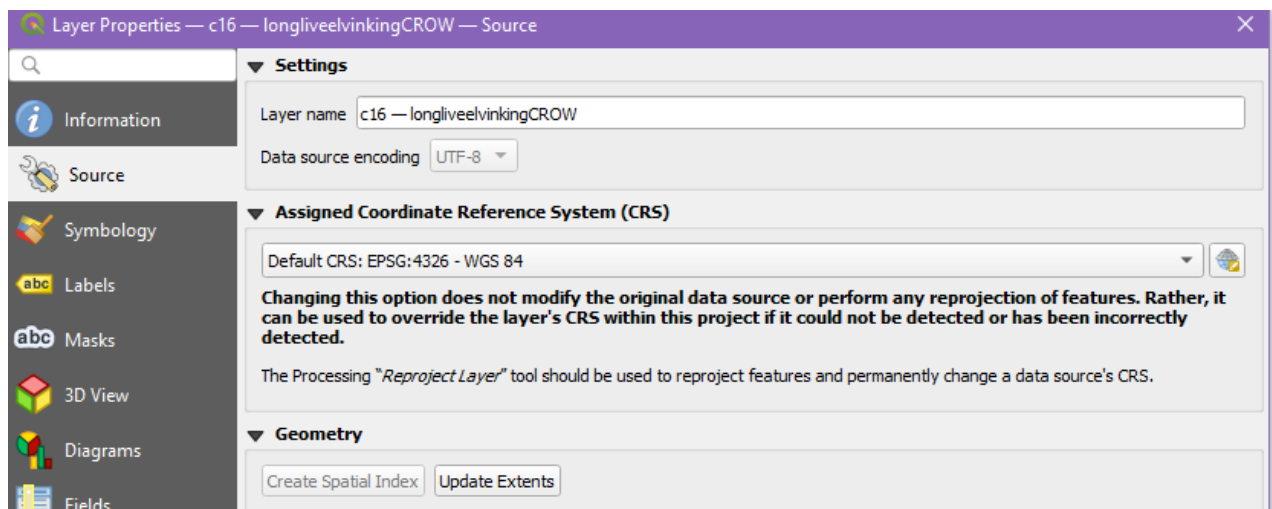 Layer Properties — c16 — longliveelvinkingCROW — Source
Information
Source
Symbology
abc Labels
abc Masks
3D View
Diagrams
Fields
Settings
Layer name c16 — longliveelvinkingCROW
Data source encoding UTF-8
Assigned Coordinate Reference System (CRS)
Default CRS: EPSG:4326 - WGS 84
Changing this option does not modify the original data source or perform any reprojection of features. Rather, it
can be used to override the layer's CRS within this project if it could not be detected or has been incorrectly
detected.
The Processing "Reproject Layer" tool should be used to reproject features and permanently change a data source's CRS.
Geometry
Create Spatial Index Update Extents